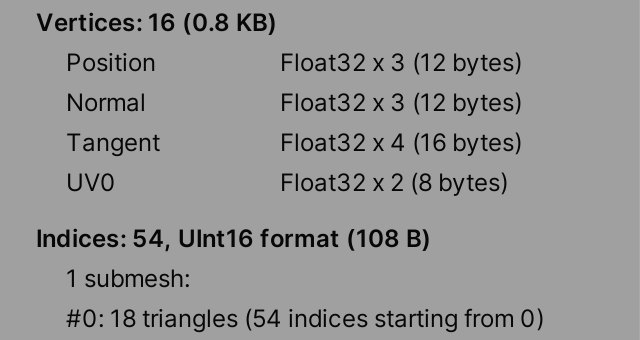 Vertices: 16 (0.8 KB)
Position Float32 x 3 (12 bytes)
Normal Float32 x 3 (12 bytes)
Tangent Float32 x 4 (16 bytes)
UV0 Float32 x 2 (8 bytes)
Indices: 54, UInt16 format (108 B)
1 submesh:
#0: 18 triangles (54 indices starting from 0)